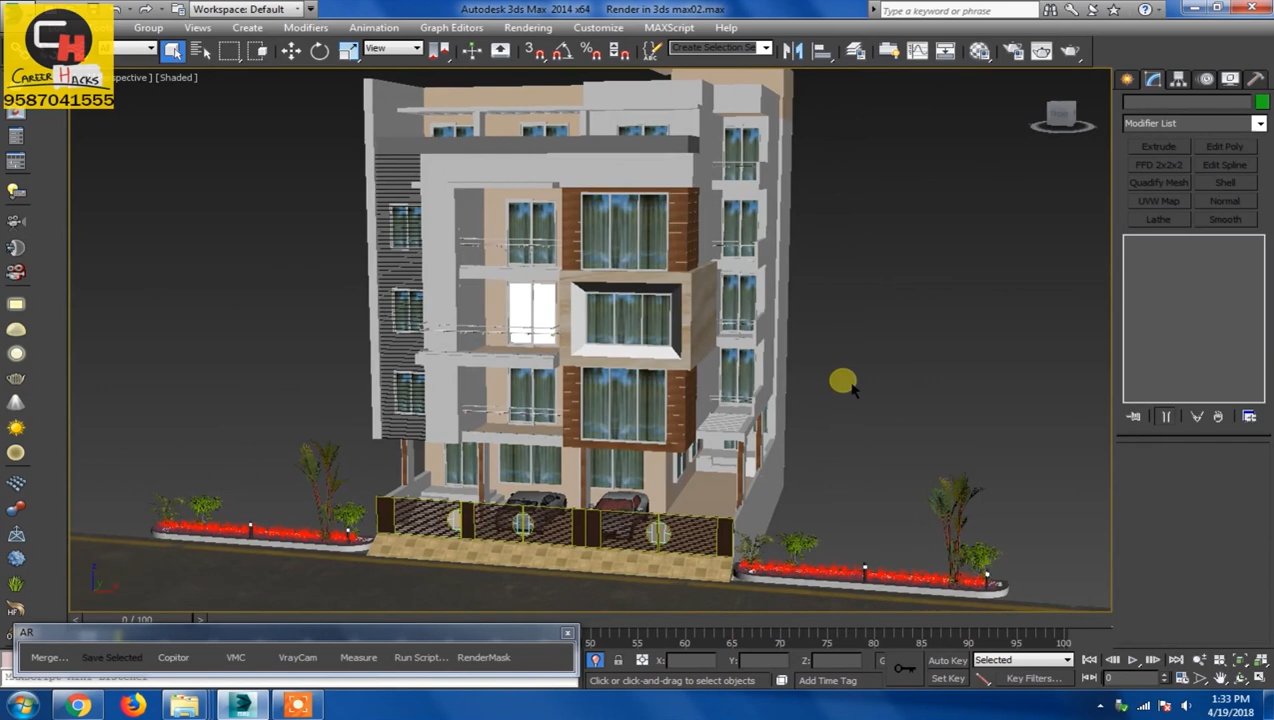 Workspace: Default
Autodesk 3ds Max 2014 x64 Render in 3ds max02.max
Type a keyword or phrase
Group
Views
Create
Modifiers
Animation
Graph Editors
Rendering
Customize
MAXScript
Help
CH
CAREER HACKS
9587041555
All
View
3
ABC
Create Selection Se
erspective ] [Shaded ]
Modifier List
Extrude
Edit Poly
FFD 2x2x2
Edit Spline
Quadify Mesh
Shell
UVW Map
Normal
Lathe
Smooth
HF
0 / 100
AR
Merge...
Save Selected
Copitor
VMC
VrayCam
Measure
Run Script...
RenderMask
50
55
60
65
70
75
80
85
90
95
100
X:
Y:
Z:
Auto Key
Selected
Click or click-and-drag to select objects
Add Time Tag
Set Key
Key Filters...
0
1:33 PM
4/19/2018